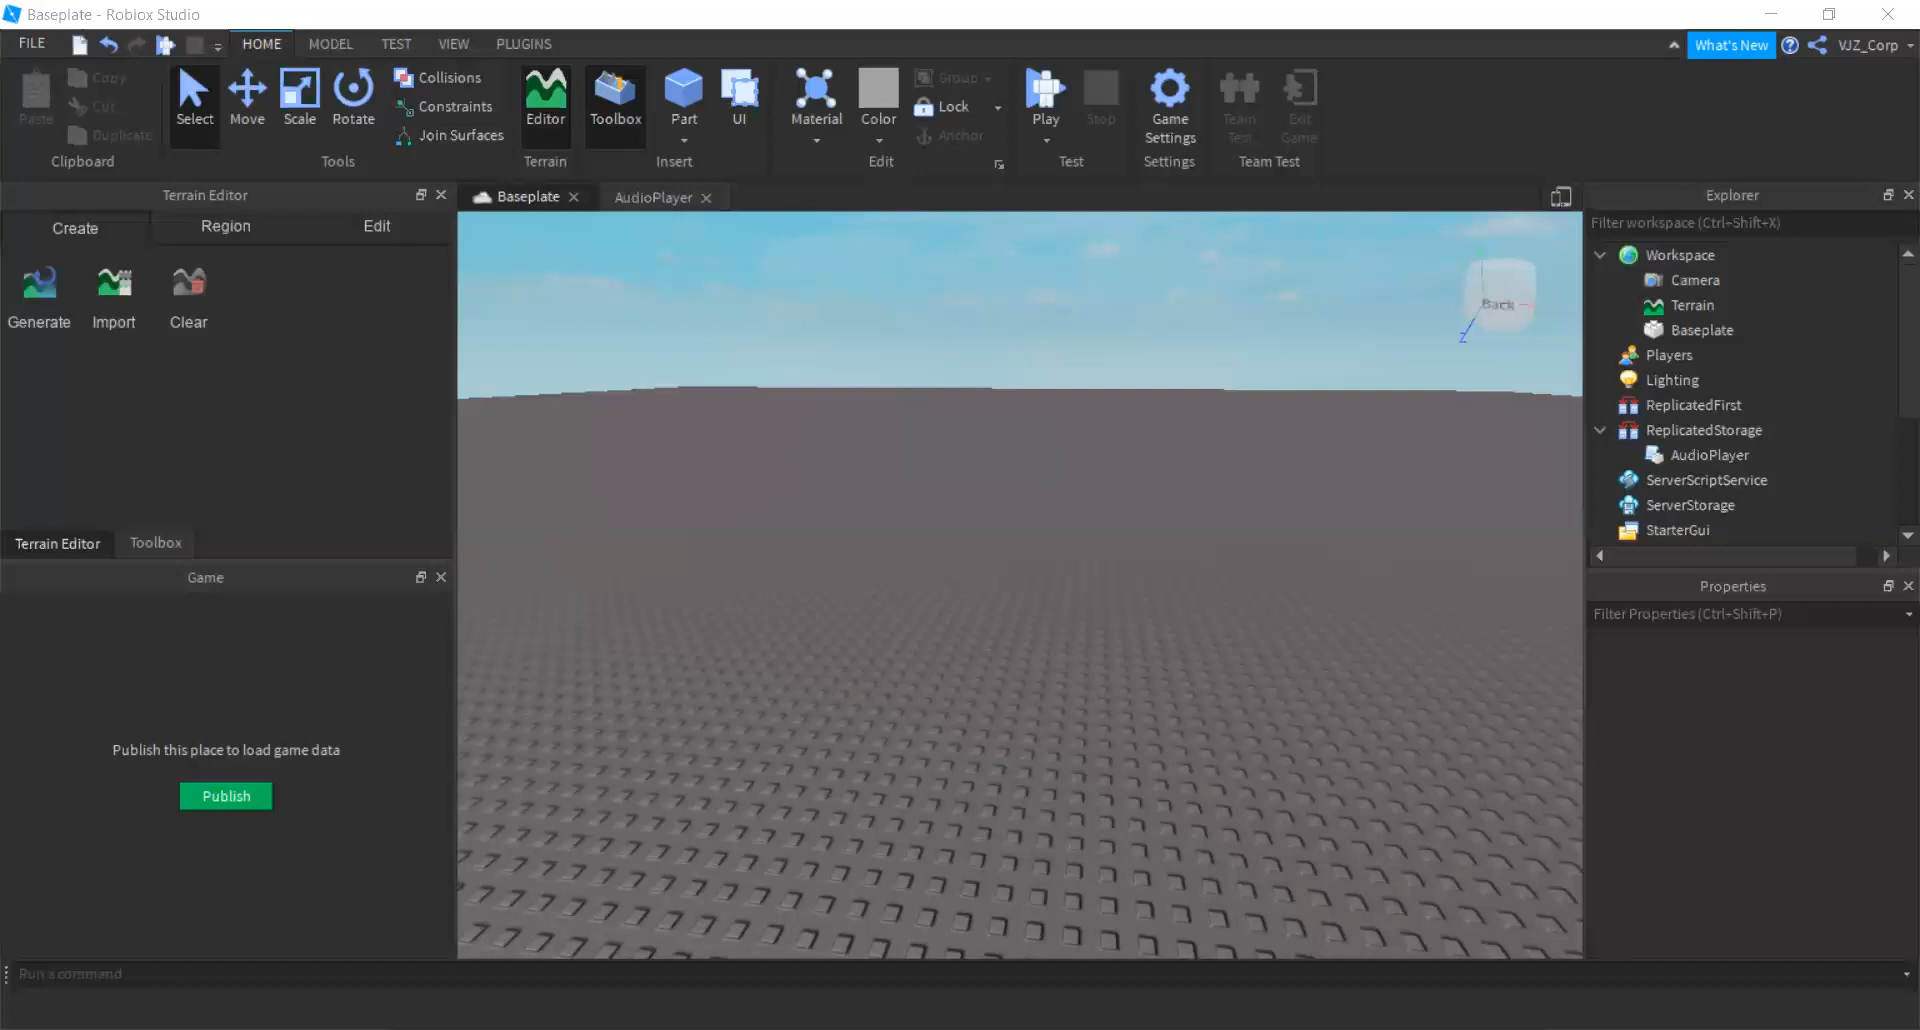 Baseplate - Roblox Studio
FILE
HOME
MODEL
TEST
VIEW
PLUGINS
What's New
VJZ_Corp
Paste
Copy
Cut
Duplicate
Clipboard
Select
Move
Scale
Rotate
Collisions
Constraints
Join Surfaces
Tools
Editor
Terrain
Toolbox
Part
UI
Insert
Material
Color
Group
Lock
Anchor
Edit
Play
Stop
Test
Game
Settings
Settings
Team
Test
Exit
Game
Team Test
Terrain Editor
Create
Region
Edit
Generate
Import
Clear
Terrain Editor
Toolbox
Game
Publish this place to load game data
Publish
Baseplate
AudioPlayer
Back
Z
Explorer
Filter workspace (Ctrl+Shift+X)
Workspace
Camera
Terrain
Baseplate
Players
Lighting
ReplicatedFirst
ReplicatedStorage
AudioPlayer
ServerScriptService
ServerStorage
StarterGui
Properties
Filter Properties (Ctrl+Shift+P)
Run a command